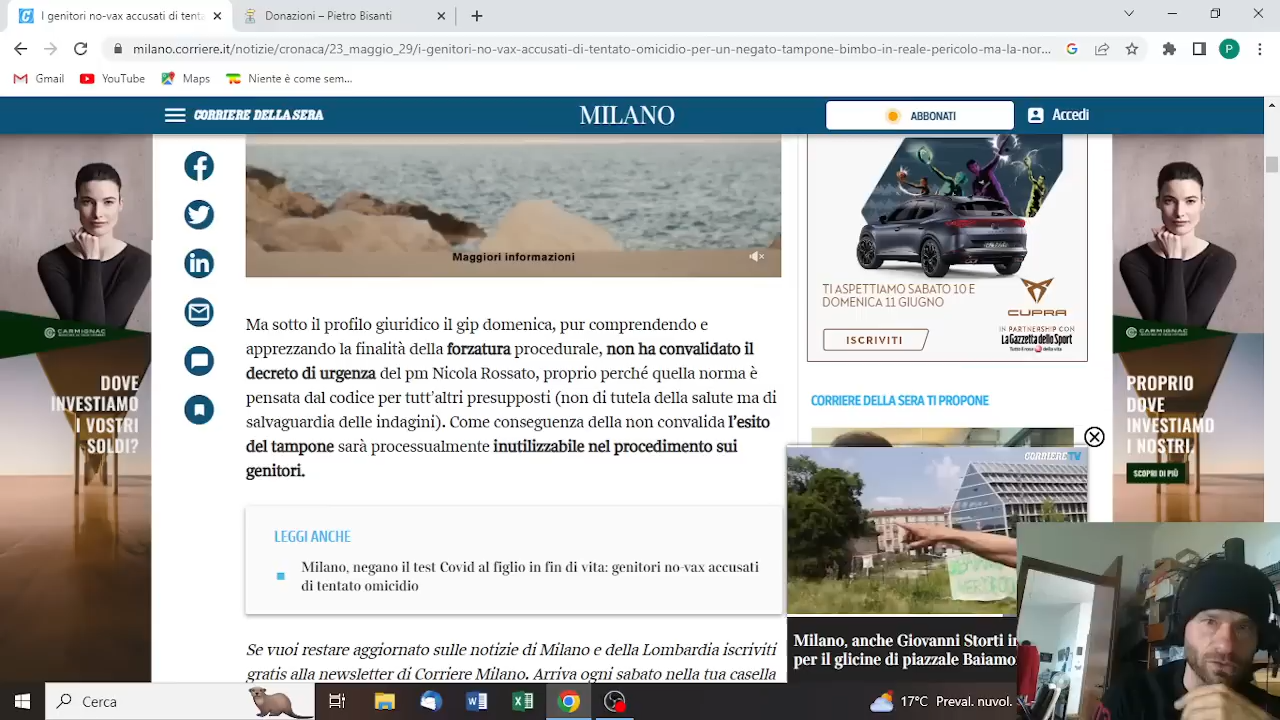 I genitori no-vax accusati di ten
Donazioni – Pietro Bisanti
milano.corriere.it/notizie/cronaca/23_maggio_29/i-genitori-no-vax-accusati-di-tentato-omicidio-per-un-negato-tampone-bimbo-in-reale-pericolo-ma-la-nor...
P
Gmail
YouTube
Maps
Niente è come sem...
CORRIERE DELLA SERA
MILANO
ABBONATI
Accedi
Maggiori informazioni
Ma sotto il profilo giuridico il gip domenica, pur comprendendo e
apprezzando la finalità della forzatura procedurale, non ha convalidato il
decreto di urgenza del pm Nicola Rossato, proprio perché quella norma è
pensata dal codice per tutt'altri presupposti (non di tutela della salute ma di
salvaguardia delle indagini). Come conseguenza della non convalida l'esito
del tampone sarà processualmente inutilizzabile nel procedimento sui
genitori.
LEGGI ANCHE
Milano, negano il test Covid al figlio in fin di vita: genitori no-vax accusati
di tentato omicidio
Se vuoi restare aggiornato sulle notizie di Milano e della Lombardia iscriviti
gratis alla newsletter di Corriere Milano. Arriva ogni sabato nella tua casella
TI ASPETTIAMO SABATO 10 E
DOMENICA 11 GIUGNO
CUPRA
IN PARTNERSHIP CON
La Gazzetta dello Sport
Tutto il rosa della vita
ISCRIVITI
CORRIERE DELLA SERA TI PROPONE
CORRIERE TV
Milano, anche Giovanni Storti in
per il glicine di piazzale Baiamo
CARMIGNAC
DOVE
INVESTIAMO
I VOSTRI
SOLDI?
CARMIGNAC
PROPRIO
DOVE
INVESTIAMO
I NOSTRI.
SCOPRI DI PIÙ
Cerca
17°C Preval. nuvol.